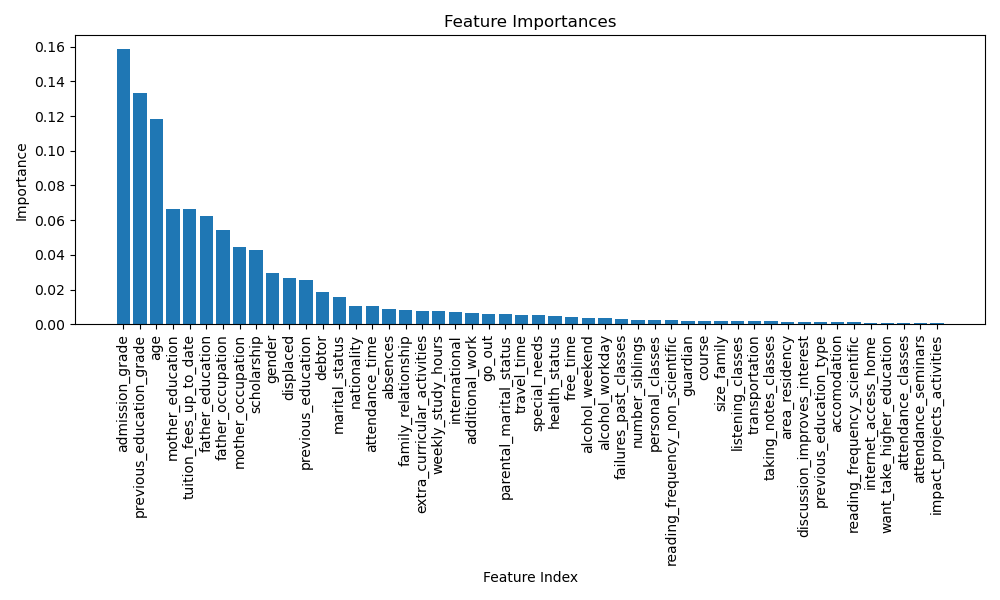 Feature Importances
Importance
0.16
0.14
0.12
0.10
0.08
0.06
0.04
0.02
0.00
admission_grade
previous_education_grade
age
mother_education
tuition_fees_up_to_date
father_education
father_occupation
mother_occupation
scholarship
gender
displaced
previous_education
debtor
marital_status
nationality
attendance_time
absences
family_relationship
extra_curricular_activities
weekly_study_hours
international
additional_work
go_out
parental_marital_status
travel_time
special_needs
health_status
free_time
alcohol_weekend
alcohol_workday
failures_past_classes
number_siblings
personal_classes
reading_frequency_non_scientific
guardian
course
size_family
listening_classes
transportation
taking_notes_classes
area_residency
discussion_improves_interest
previous_education_type
accomodation
reading_frequency_scientific
internet_access_home
want_take_higher_education
attendance_classes
attendance_seminars
impact_projects_activities
Feature Index